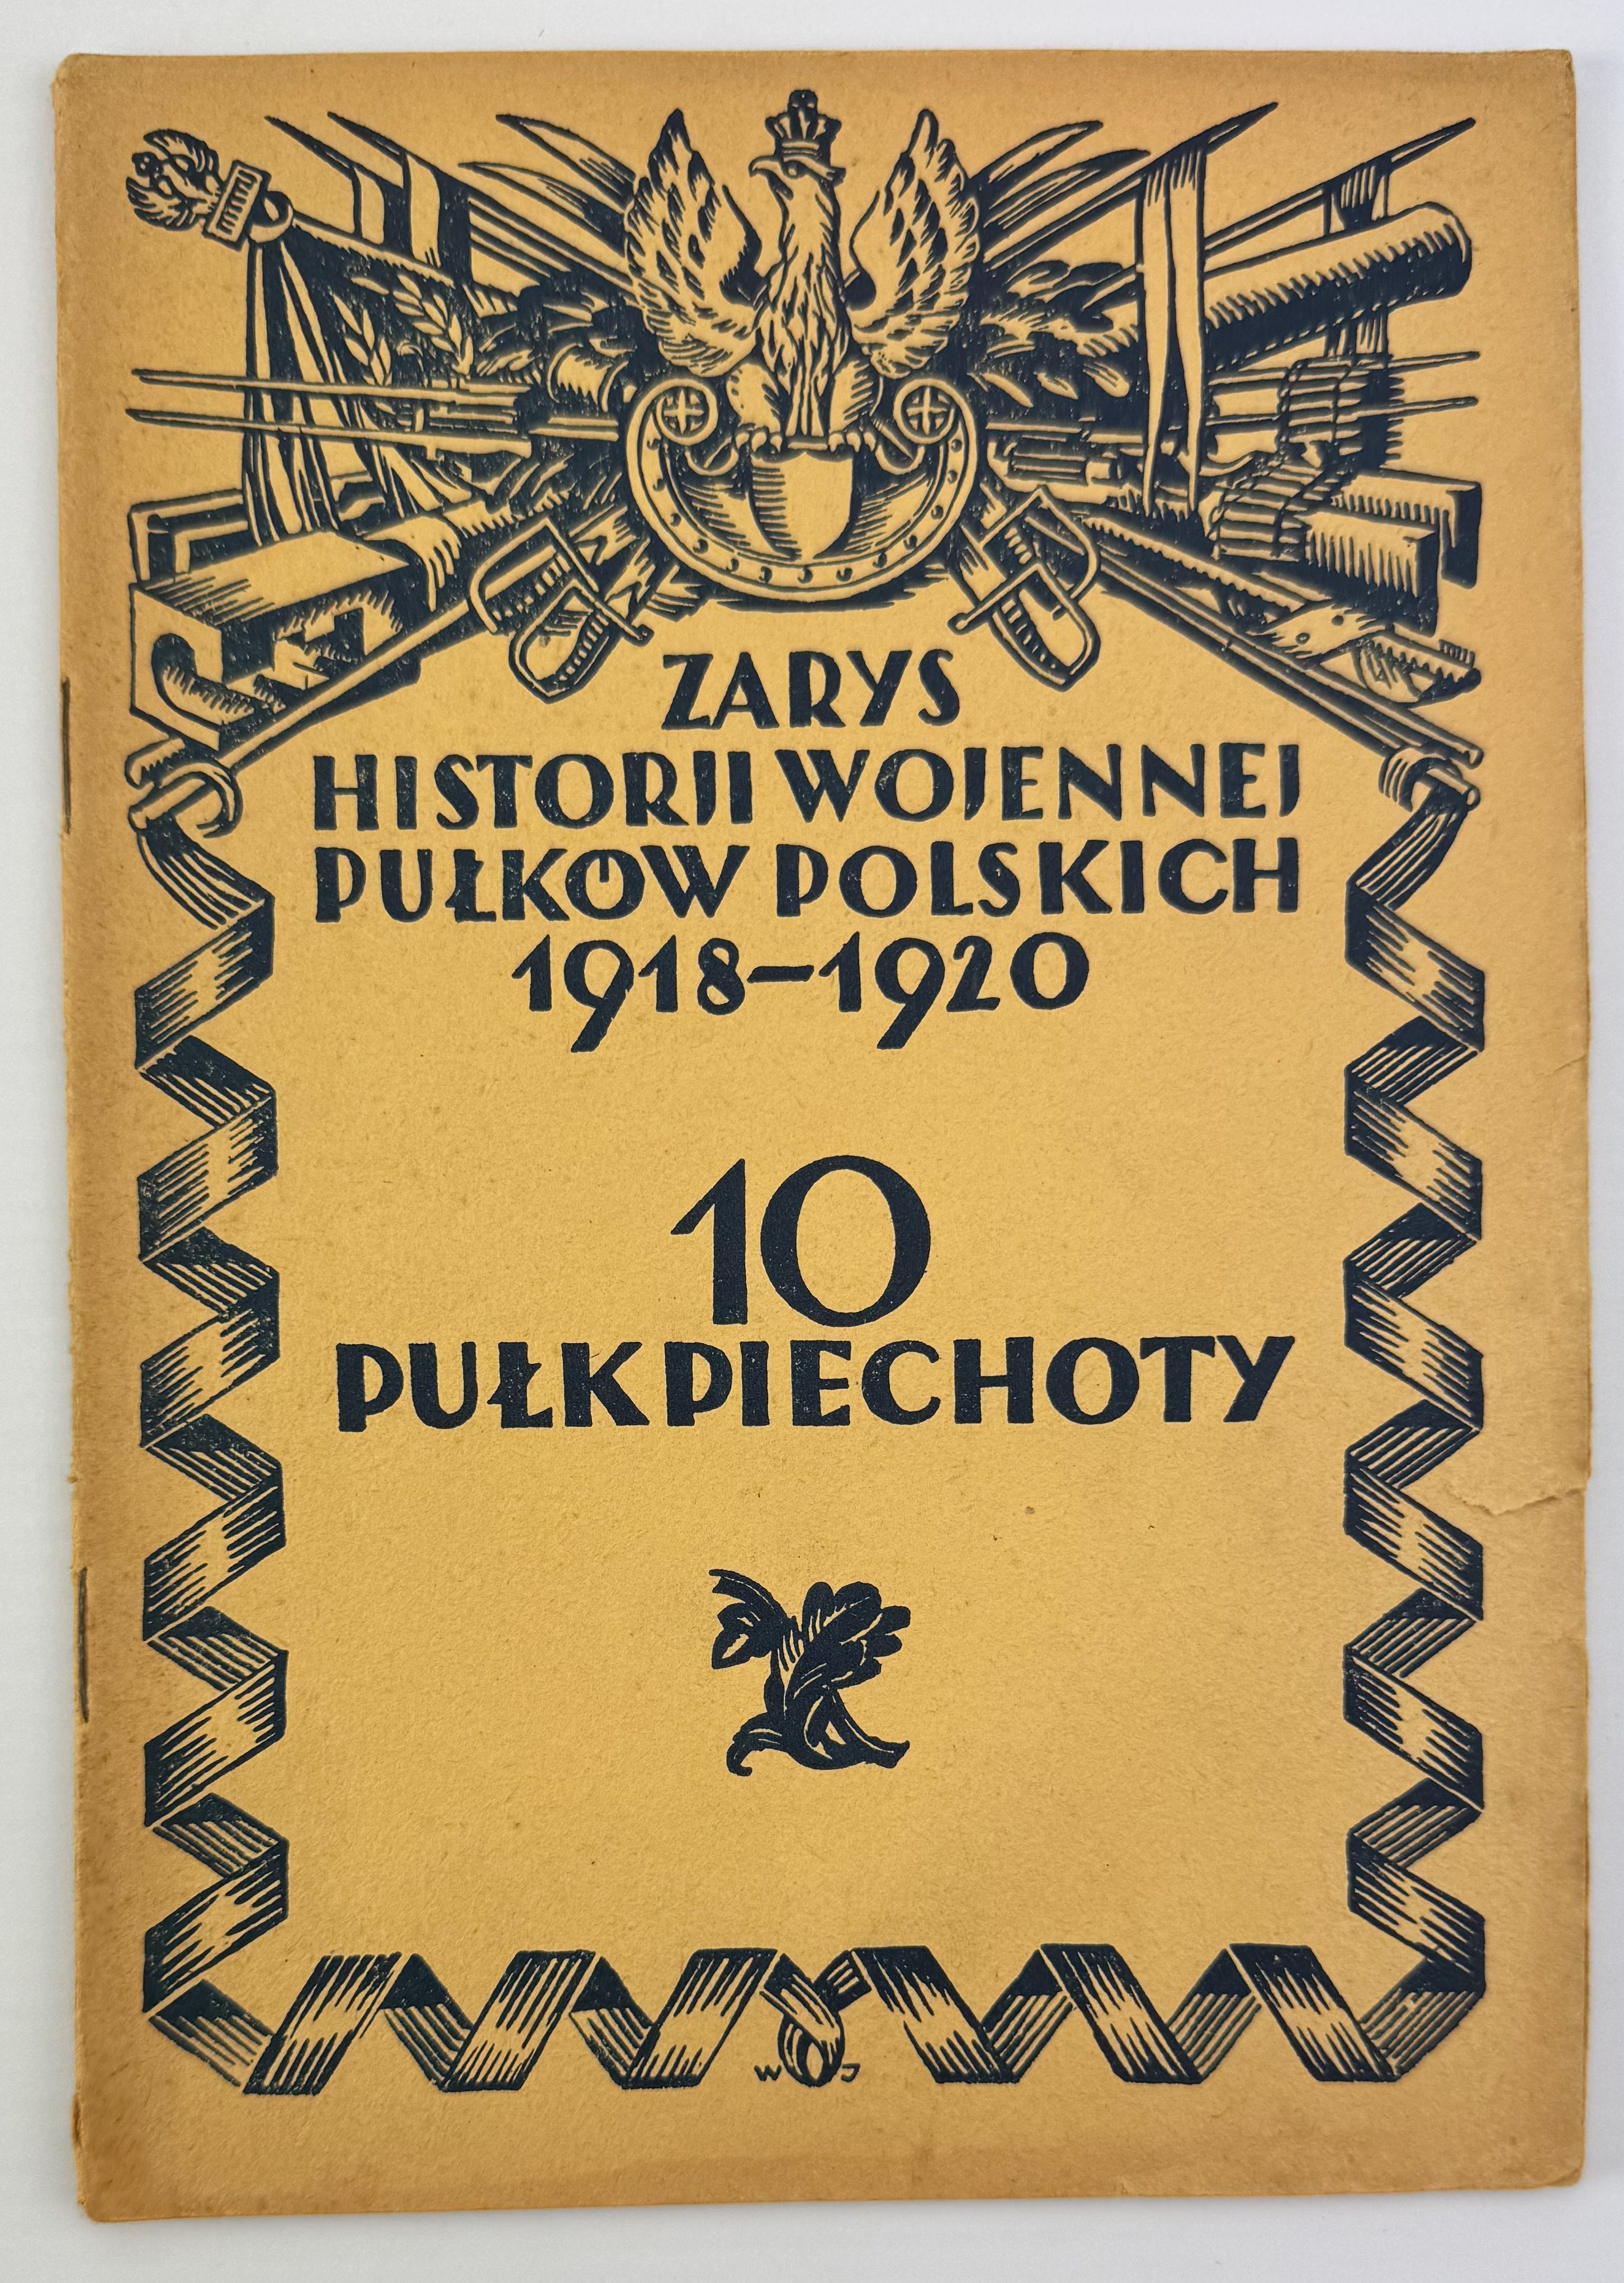 ZARYS
HISTORJI WOJENNEJ
PUŁKÓW POLSKICH
1918–1920
10
PUŁK PIECHOTY
W J